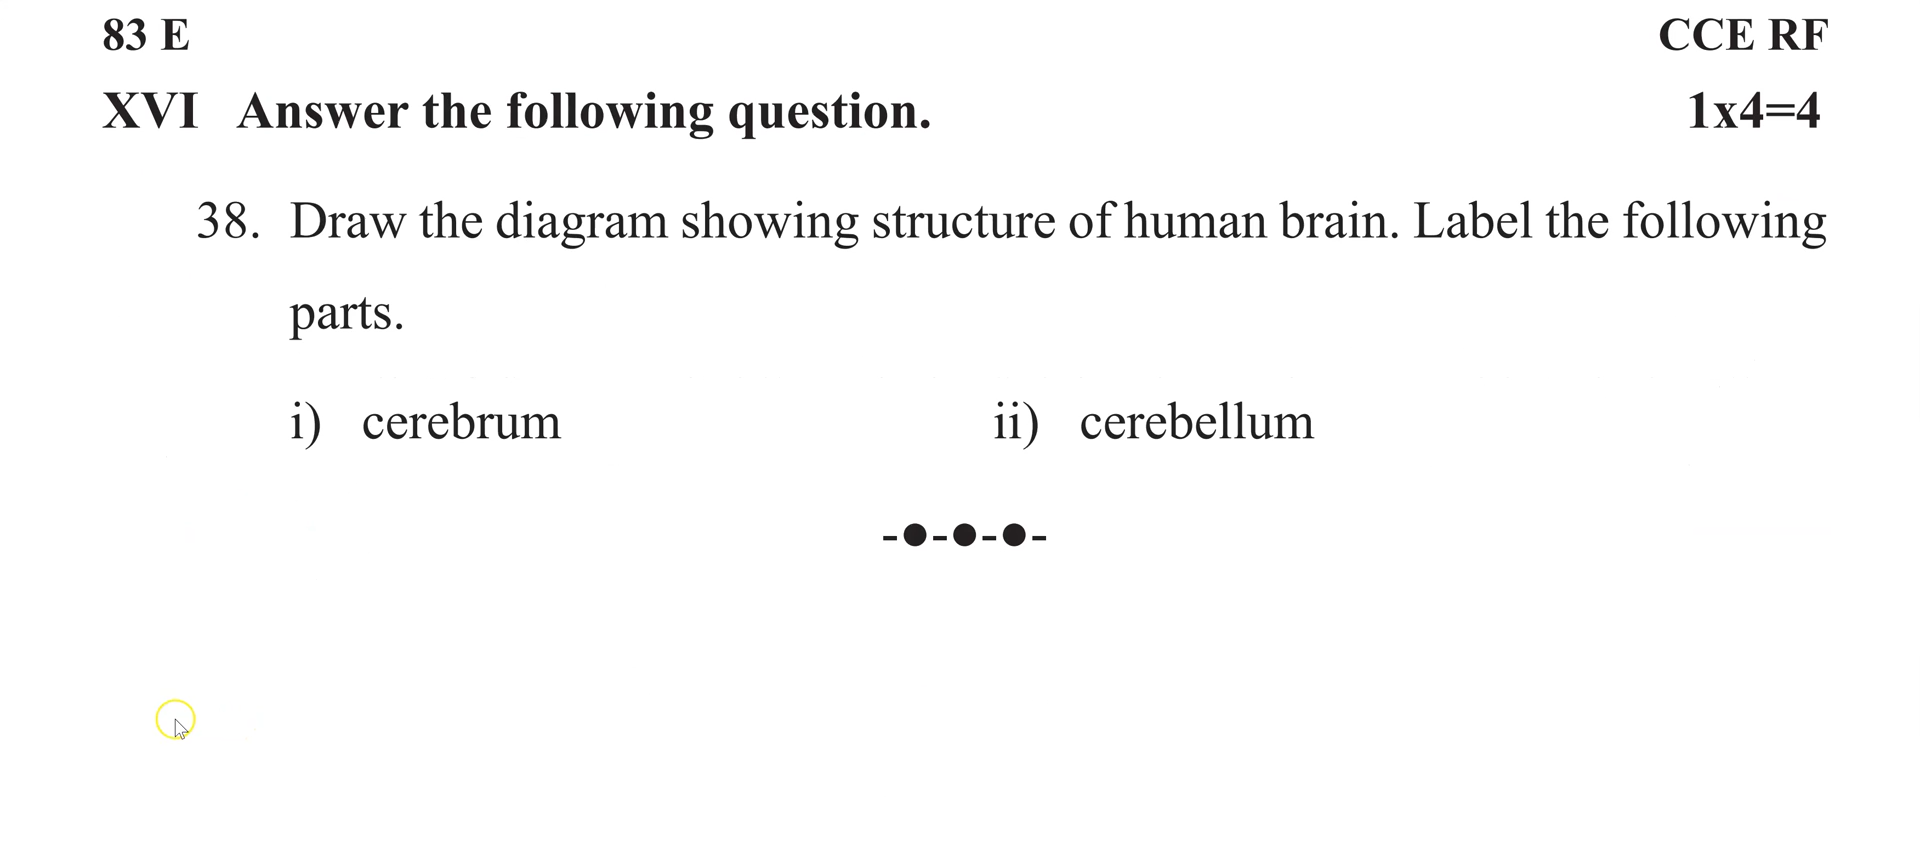 83 E CCE RF
XVI Answer the following question. 1x4=4
38. Draw the diagram showing structure of human brain. Label the following
parts.
i) cerebrum ii) cerebellum
-●-●-●-